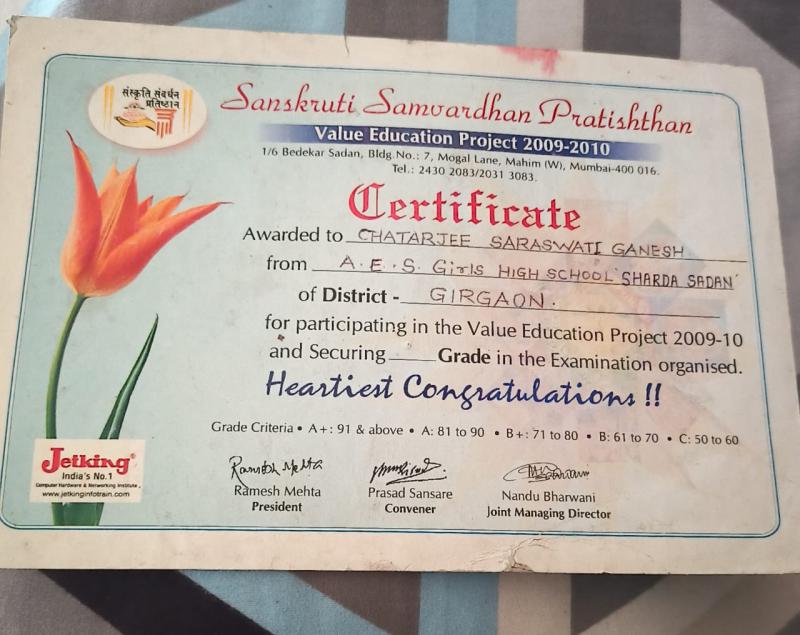 संस्कृति संवर्धन
प्रतिष्ठान
Sanskruti Samvardhan Pratishthan
Value Education Project 2009-2010
1/6 Bedekar Sadan, Bldg.No.: 7, Mogal Lane, Mahim (W), Mumbai-400 016.
Tel.: 2430 2083/2031 3083.
Certificate
Awarded to CHATARJEE SARASWATI GANESH
from A.E.S. Girls HIGH SCHOOL 'SHARDA SADAN'
of District - GIRGAON.
for participating in the Value Education Project 2009-10
and Securing Grade in the Examination organised.
Heartiest Congratulations !!
Grade Criteria • A+: 91 & above • A: 81 to 90 • B+: 71 to 80 • B: 61 to 70 • C: 50 to 60
Jetking
India's No.1
Computer Hardware & Networking Institute
www.jetkinginfotrain.com
Ramesh Mehta
Ramesh Mehta
President
Prasad Sansare
Convener
Nandu Bharwani
Joint Managing Director